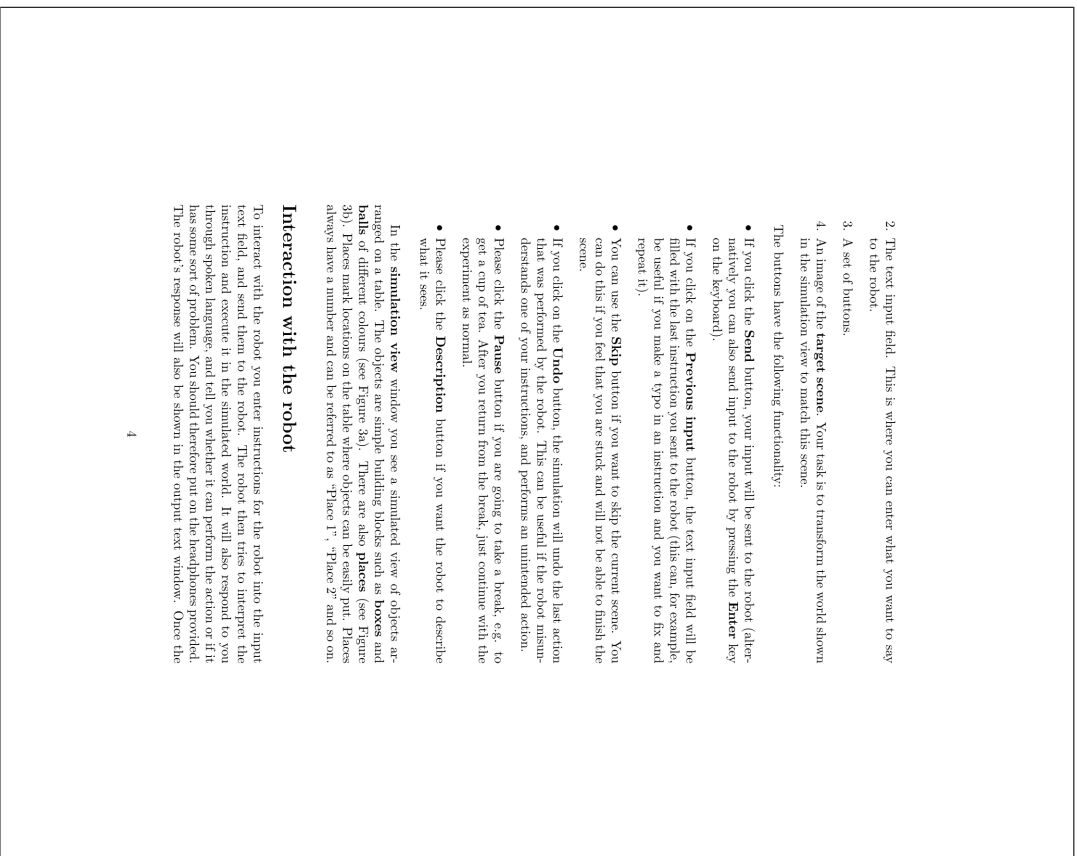 2. The text input field. This is where you can enter what you want to say
to the robot.
3. A set of buttons.
4. An image of the target scene. Your task is to transform the world shown
in the simulation view to match this scene.
The buttons have the following functionality:
• If you click the Send button, your input will be sent to the robot (alter-
natively you can also send input to the robot by pressing the Enter key
on the keyboard).
• If you click on the Previous input button, the text input field will be
filled with the last instruction you sent to the robot (this can, for example,
be useful if you make a typo in an instruction and you want to fix and
repeat it).
• You can use the Skip button if you want to skip the current scene. You
can do this if you feel that you are stuck and will not be able to finish the
scene.
• If you click on the Undo button, the simulation will undo the last action
that was performed by the robot. This can be useful if the robot misun-
derstands one of your instructions, and performs an unintended action.
• Please click the Pause button if you are going to take a break, e.g. to
get a cup of tea. After you return from the break, just continue with the
experiment as normal.
• Please click the Description button if you want the robot to describe
what it sees.
In the simulation view window you see a simulated view of objects ar-
ranged on a table. The objects are simple building blocks such as boxes and
balls of different colours (see Figure 3a). There are also places (see Figure
3b). Places mark locations on the table where objects can be easily put. Places
always have a number and can be referred to as “Place 1”, “Place 2” and so on.
Interaction with the robot
To interact with the robot you enter instructions for the robot into the input
text field, and send them to the robot. The robot then tries to interpret the
instruction and execute it in the simulated world. It will also respond to you
through spoken language, and tell you whether it can perform the action or if it
has some sort of problem. You should therefore put on the headphones provided.
The robot's response will also be shown in the output text window. Once the
4